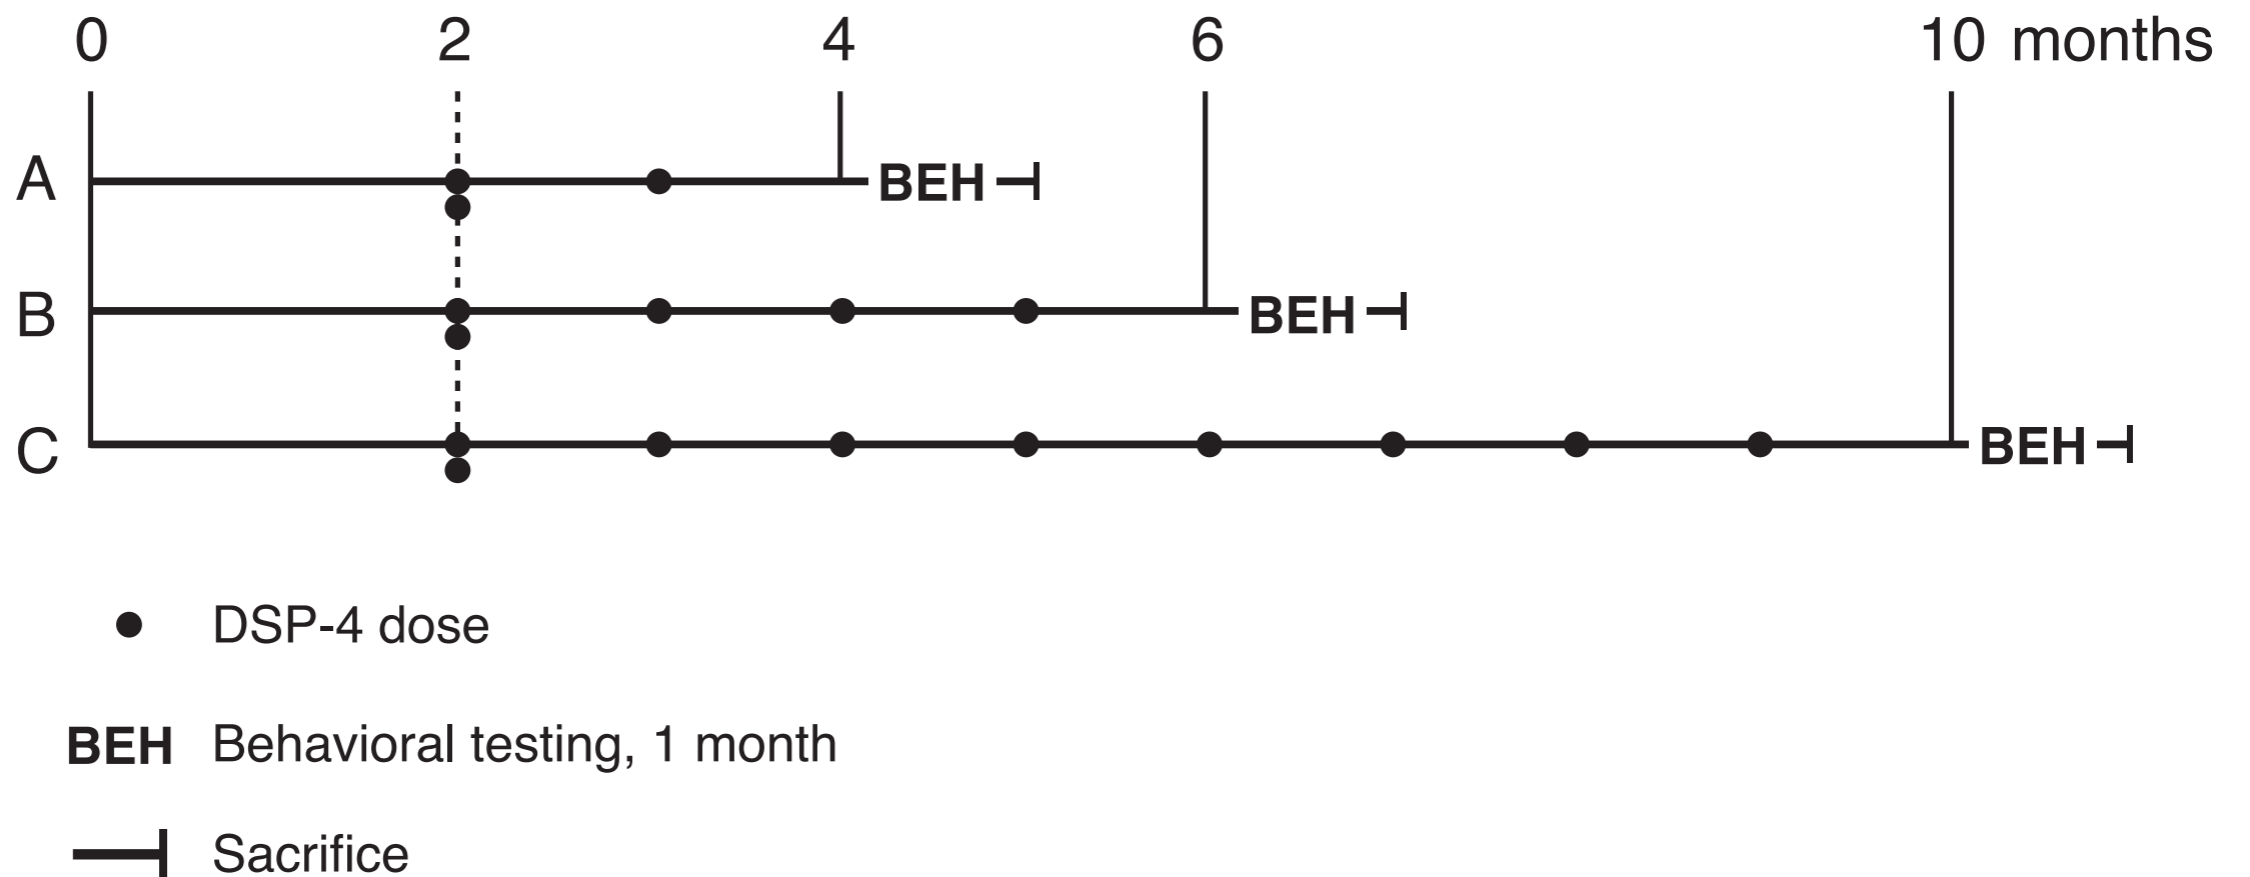 0 2 4 6 10 months
A BEH
B BEH
C BEH
DSP-4 dose
BEH Behavioral testing, 1 month
Sacrifice